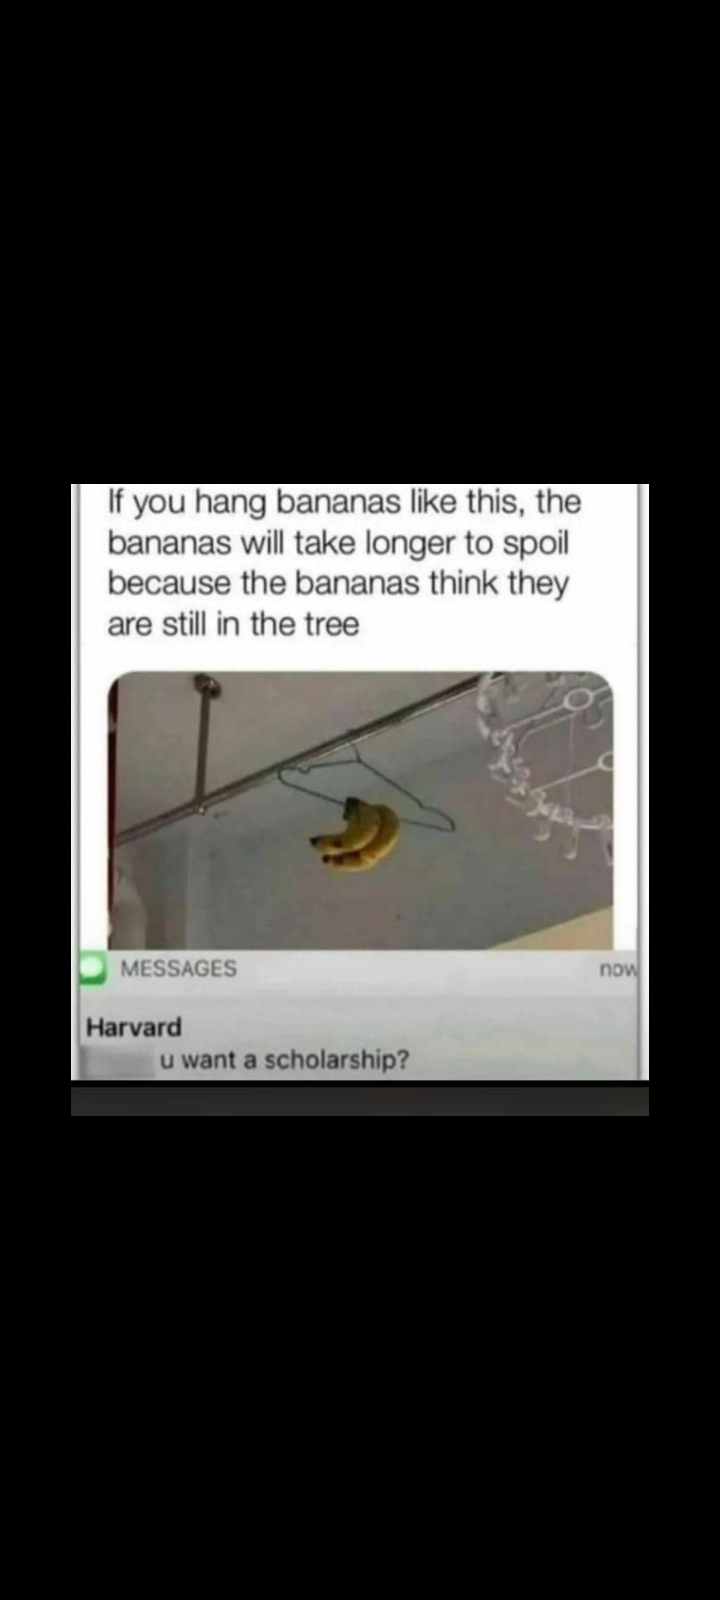 If you hang bananas like this, the
bananas will take longer to spoil
because the bananas think they
are still in the tree
MESSAGES now
Harvard
u want a scholarship?